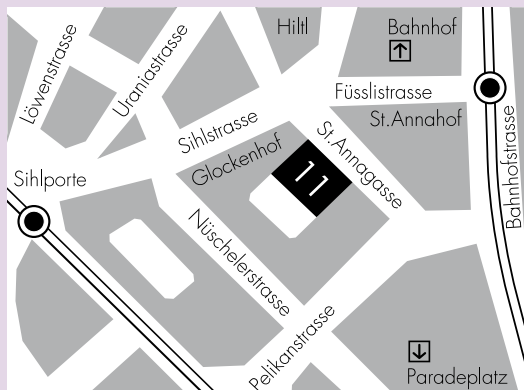 Hiltl
Bahnhof
Löwenstrasse
Uraniastrasse
Füsslistrasse
St.Annahof
Sihlstrasse
Glockenhof
St.Annagasse
11
Bahnhofstrasse
Sihlporte
Nüschelerstrasse
Pelikanstrasse
Paradeplatz